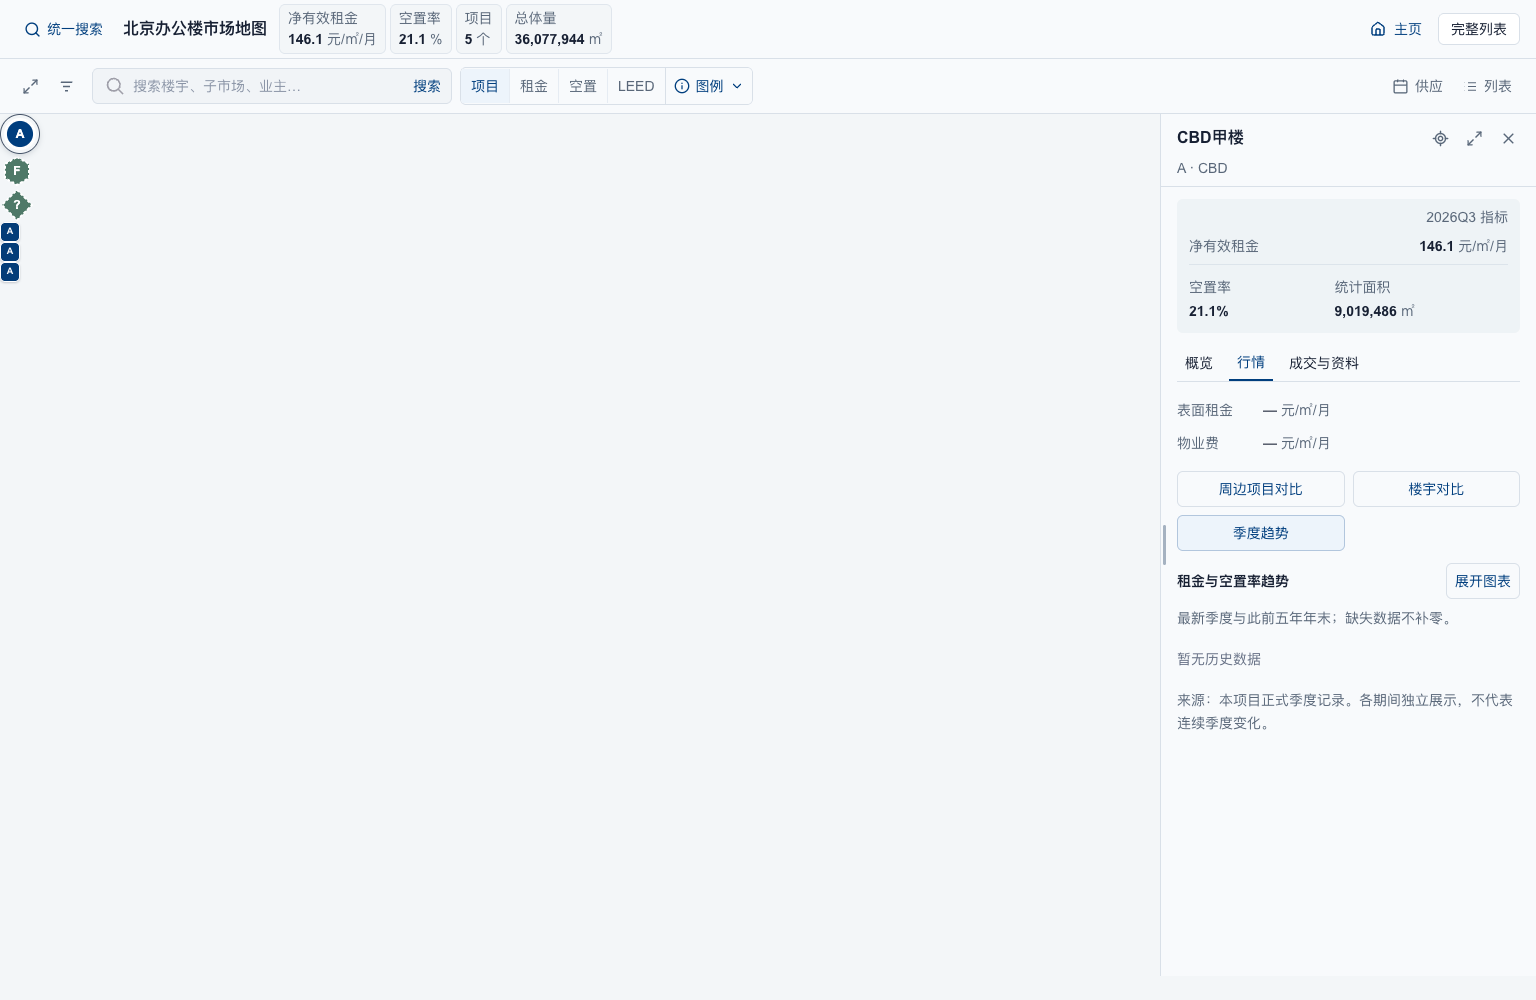 统一搜索
北京办公楼市场地图
净有效租金
146.1 元/㎡/月
空置率
21.1 %
项目
5 个
总体量
36,077,944 ㎡
主页
完整列表
搜索楼宇、子市场、业主…
搜索
项目
租金
空置
LEED
图例
供应
列表
A
F
?
A
A
A
CBD甲楼
A · CBD
2026Q3 指标
净有效租金
146.1 元/㎡/月
空置率
统计面积
21.1%
9,019,486 ㎡
概览
行情
成交与资料
表面租金
— 元/㎡/月
物业费
— 元/㎡/月
周边项目对比
楼宇对比
季度趋势
租金与空置率趋势
展开图表
最新季度与此前五年年末；缺失数据不补零。
暂无历史数据
来源：本项目正式季度记录。各期间独立展示，不代表
连续季度变化。